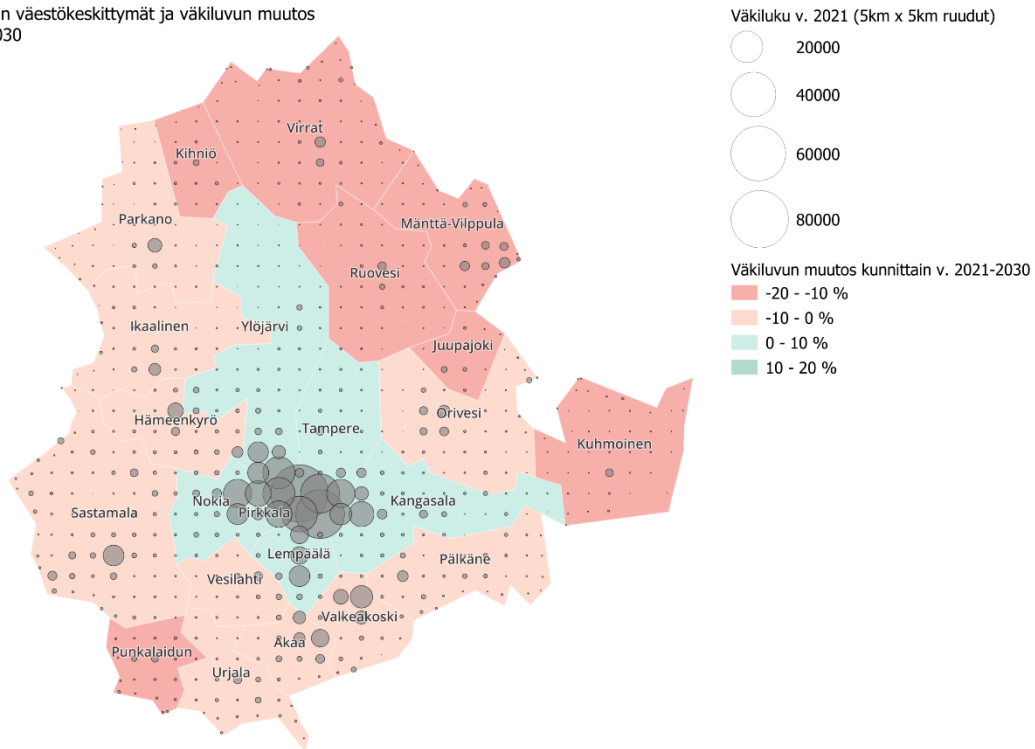 n väestökeskittymät ja väkiluvun muutos
030
Väkiluku v. 2021 (5km x 5km ruudut)
20000
40000
60000
80000
Väkiluvun muutos kunnittain v. 2021-2030
-20 - -10 %
-10 - 0 %
0 - 10 %
10 - 20 %
Virrat
Kihniö
Parkano
Mänttä-Vilppula
Ruovesi
Ikaalinen
Ylöjärvi
Juupajoki
Hämeenkyrö
Orivesi
Tampere
Kuhmoinen
Nokia
Kangasala
Pirkkala
Sastamala
Lempäälä
Pälkäne
Vesilahti
Valkeakoski
Akaa
Punkalaidun
Urjala